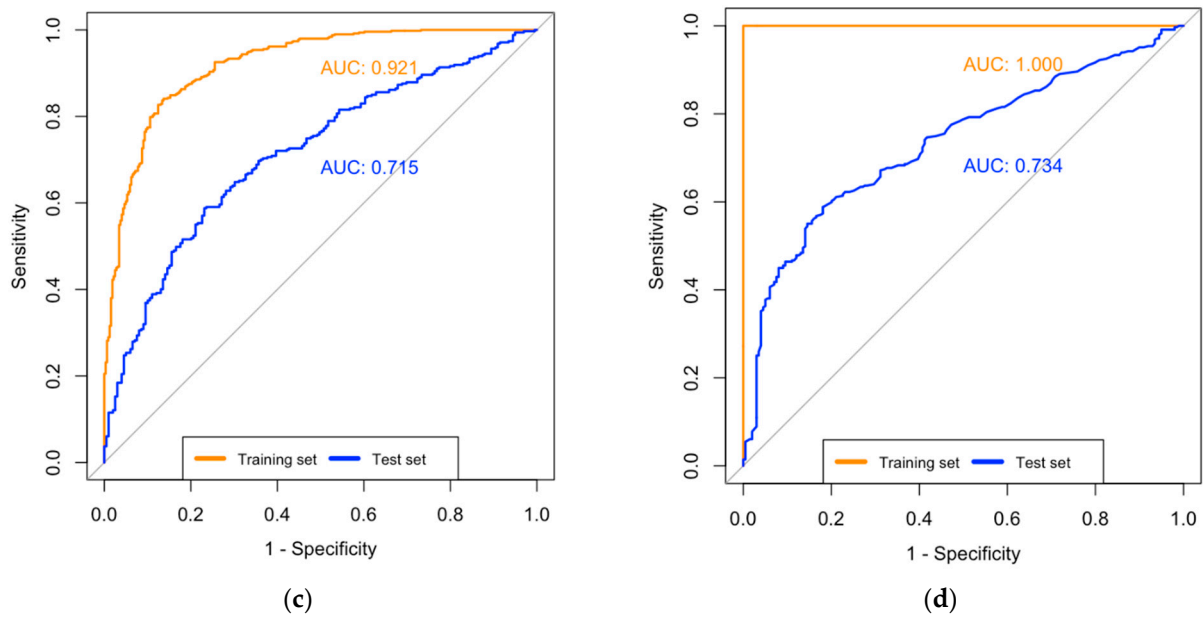 1.0
0.8
0.6
0.4
0.2
0.0
Sensitivity
AUC: 0.921
AUC: 0.715
Training set Test set
0.0 0.2 0.4 0.6 0.8 1.0
1 - Specificity
(c)
1.0
0.8
0.6
0.4
0.2
0.0
Sensitivity
AUC: 1.000
AUC: 0.734
Training set Test set
0.0 0.2 0.4 0.6 0.8 1.0
1 - Specificity
(d)